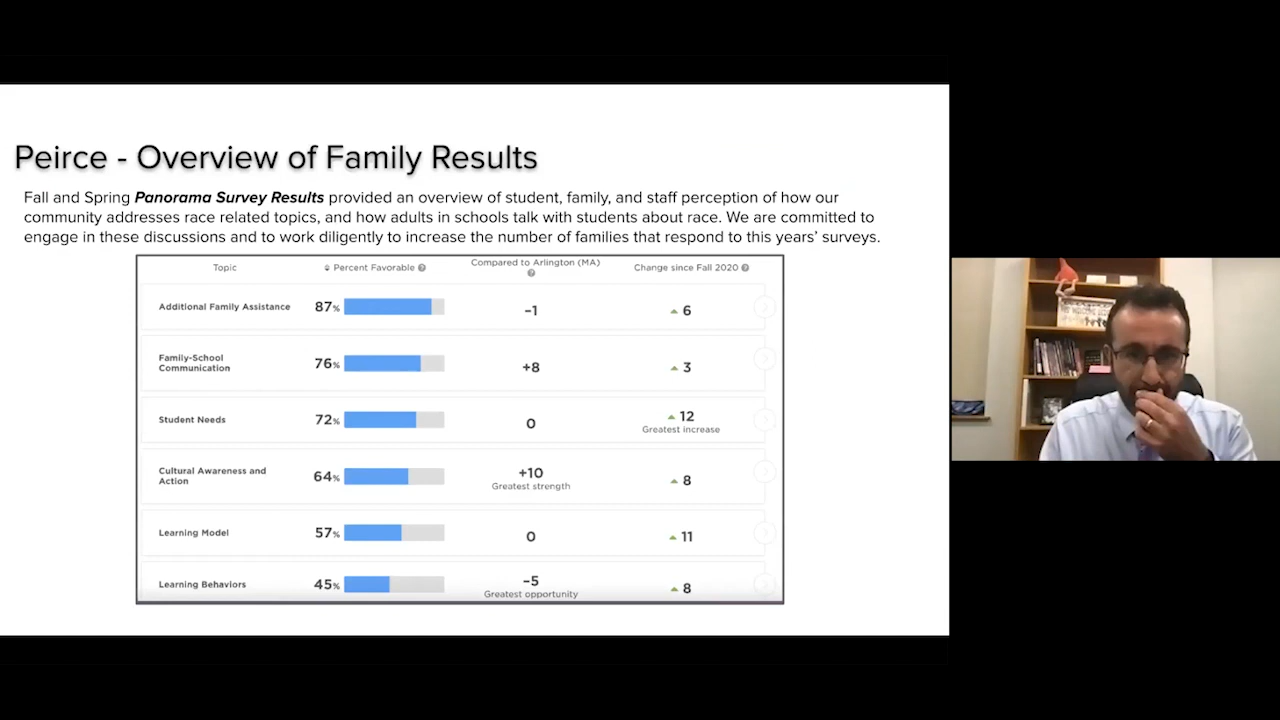 Peirce - Overview of Family Results
Fall and Spring Panorama Survey Results provided an overview of student, family, and staff perception of how our
community addresses race related topics, and how adults in schools talk with students about race. We are committed to
engage in these discussions and to work diligently to increase the number of families that respond to this years’ surveys.
Topic Percent Favorable Compared to Arlington (MA) Change since Fall 2020
Additional Family Assistance 87% -1 6
Family-School
Communication 76% +8 3
Student Needs 72% 0 12
Greatest increase
Cultural Awareness and
Action 64% +10 8
Greatest strength
Learning Model 57% 0 11
Learning Behaviors 45% -5 8
Greatest opportunity